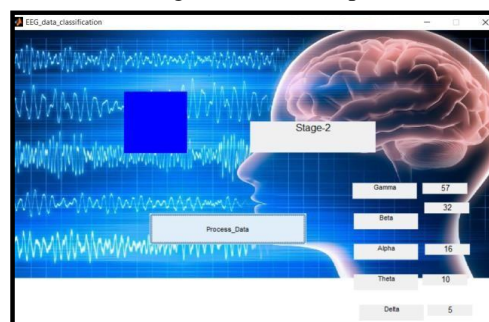 EEG_data_classification
Stage-2
Gamma 57
32
Beta
Process_Data
Alpha 16
Theta 10
Delta 5